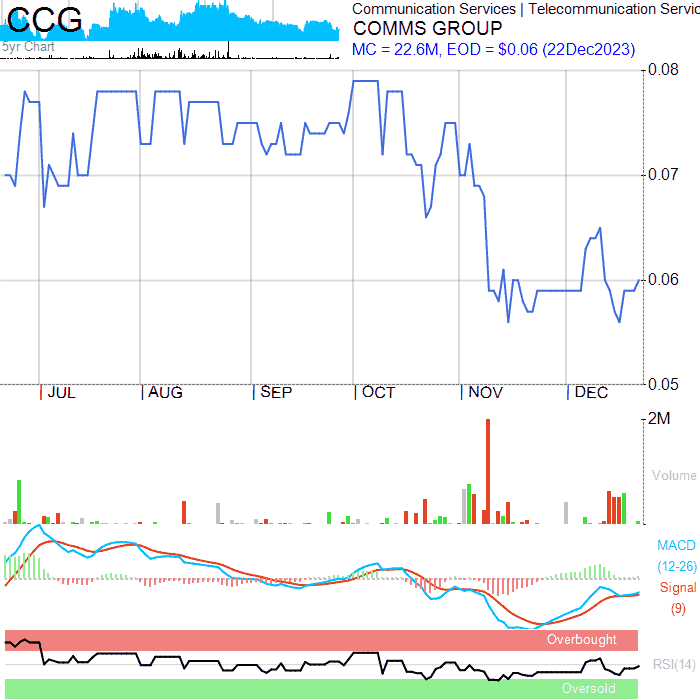 CCG
5yr Chart
Communication Services | Telecommunication Servic
COMMS GROUP
MC = 22.6M, EOD = $0.06 (22Dec2023)
0.08
0.07
0.06
0.05
JUL AUG SEP OCT NOV DEC
2M
Volume
MACD
(12-26)
Signal
(9)
Overbought
RSI(14)
Oversold